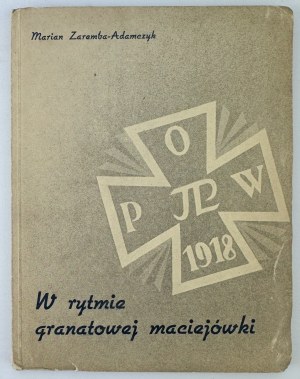 Marian Zaremba-Adamczyk
O
P JP W
1918
W rytmie
granatowej maciejówki